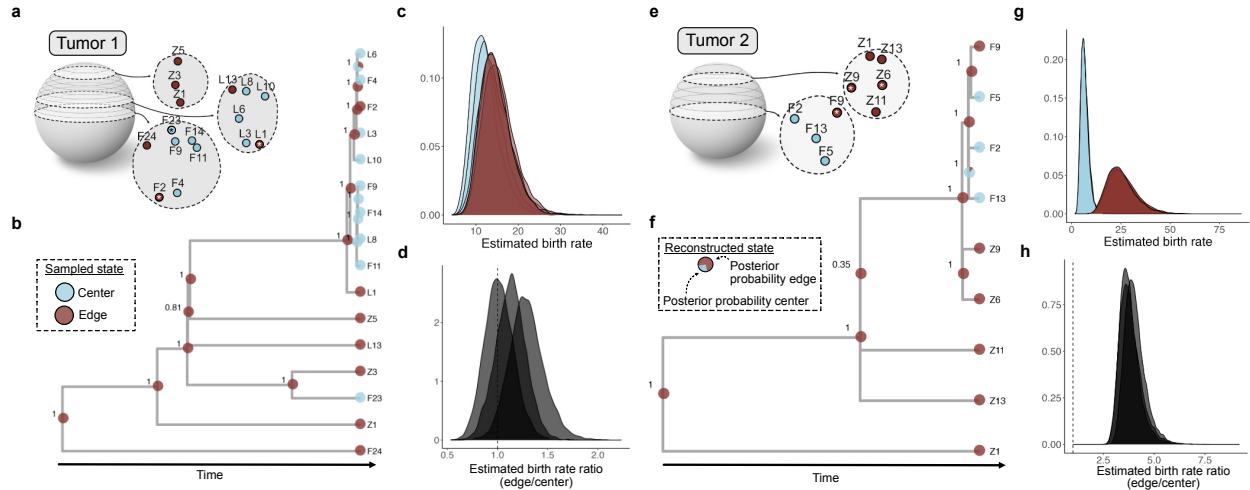 a
Tumor 1
Z5
Z3
Z1
L13
L8
L10
L6
L3
L1
F23
F24
F14
F9
F11
F2
F4
b
Sampled state
Center
Edge
1
1
1
0.81
1
1
1
1
1
1
1
1
L6
F4
F2
L3
L10
F9
F14
L8
F11
L1
Z5
L13
Z3
F23
Z1
F24
Time
c
0.10
0.05
0.00
10
20
30
40
Estimated birth rate
d
2
1
0
0.5
1.0
1.5
2.0
Estimated birth rate ratio
(edge/center)
e
Tumor 2
Z1
Z13
Z9
Z6
Z11
F9
F2
F13
F5
f
Reconstructed state
Posterior
probability edge
Posterior probability center
1
1
0.35
1
1
1
1
1
F9
F5
F2
F13
Z9
Z6
Z11
Z13
Z1
Time
g
0.20
0.15
0.10
0.05
0.00
0
25
50
75
Estimated birth rate
h
0.75
0.50
0.25
0.00
2.5
5.0
7.5
Estimated birth rate ratio
(edge/center)